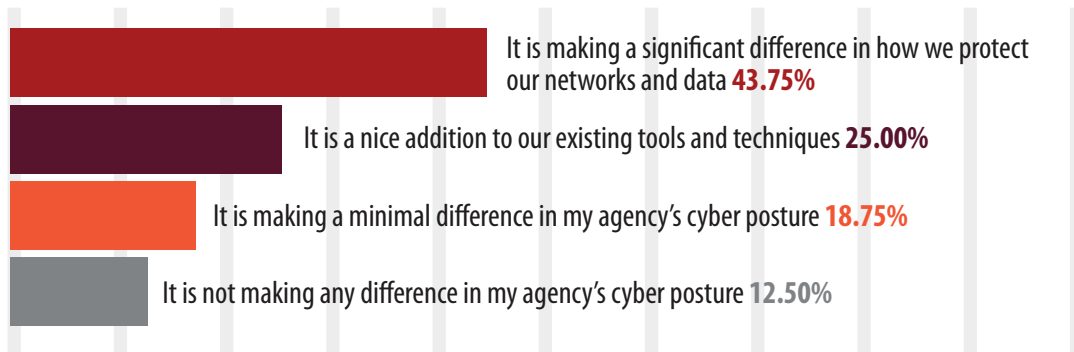 It is making a significant difference in how we protect
our networks and data 43.75%
It is a nice addition to our existing tools and techniques 25.00%
It is making a minimal difference in my agency’s cyber posture 18.75%
It is not making any difference in my agency’s cyber posture 12.50%